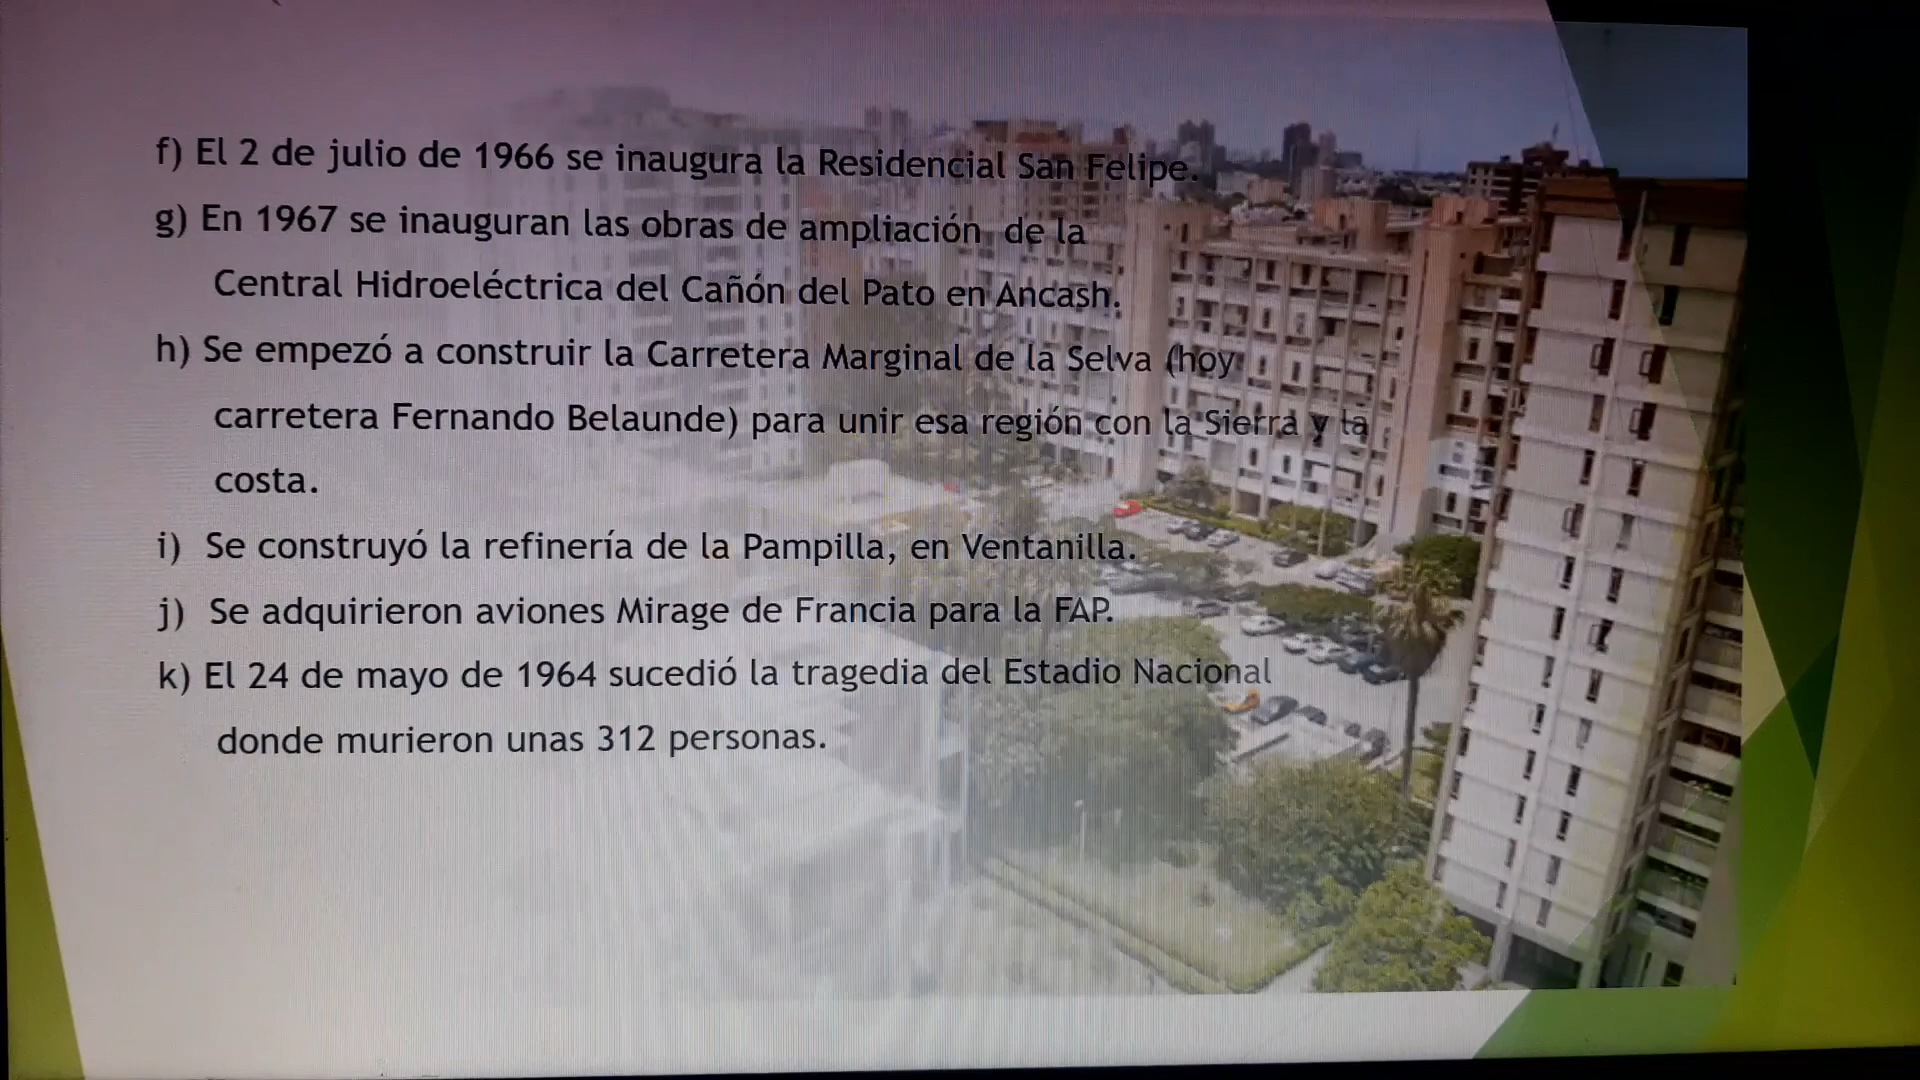 f) El 2 de julio de 1966 se inaugura la Residencial San Felipe.
g) En 1967 se inauguran las obras de ampliación de la
Central Hidroeléctrica del Cañón del Pato en Ancash.
h) Se empezó a construir la Carretera Marginal de la Selva (hoy
carretera Fernando Belaunde) para unir esa región con la Sierra y la
costa.
i) Se construyó la refinería de la Pampilla, en Ventanilla.
j) Se adquirieron aviones Mirage de Francia para la FAP.
k) El 24 de mayo de 1964 sucedió la tragedia del Estadio Nacional
donde murieron unas 312 personas.